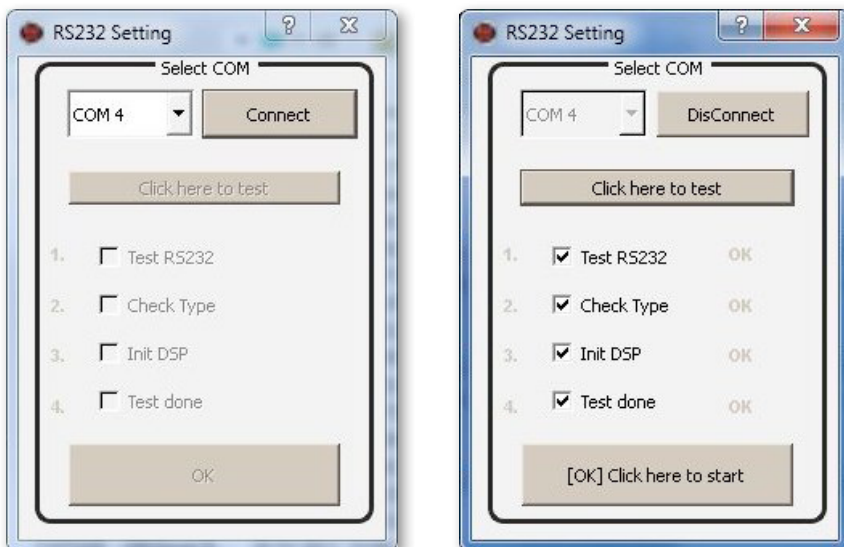 RS232 Setting
?
X
Select COM
COM 4
Connect
Click here to test
1. Test RS232
2. Check Type
3. Init DSP
4. Test done
OK
RS232 Setting
?
X
Select COM
COM 4
DisConnect
Click here to test
1. Test RS232 OK
2. Check Type OK
3. Init DSP OK
4. Test done OK
[OK] Click here to start